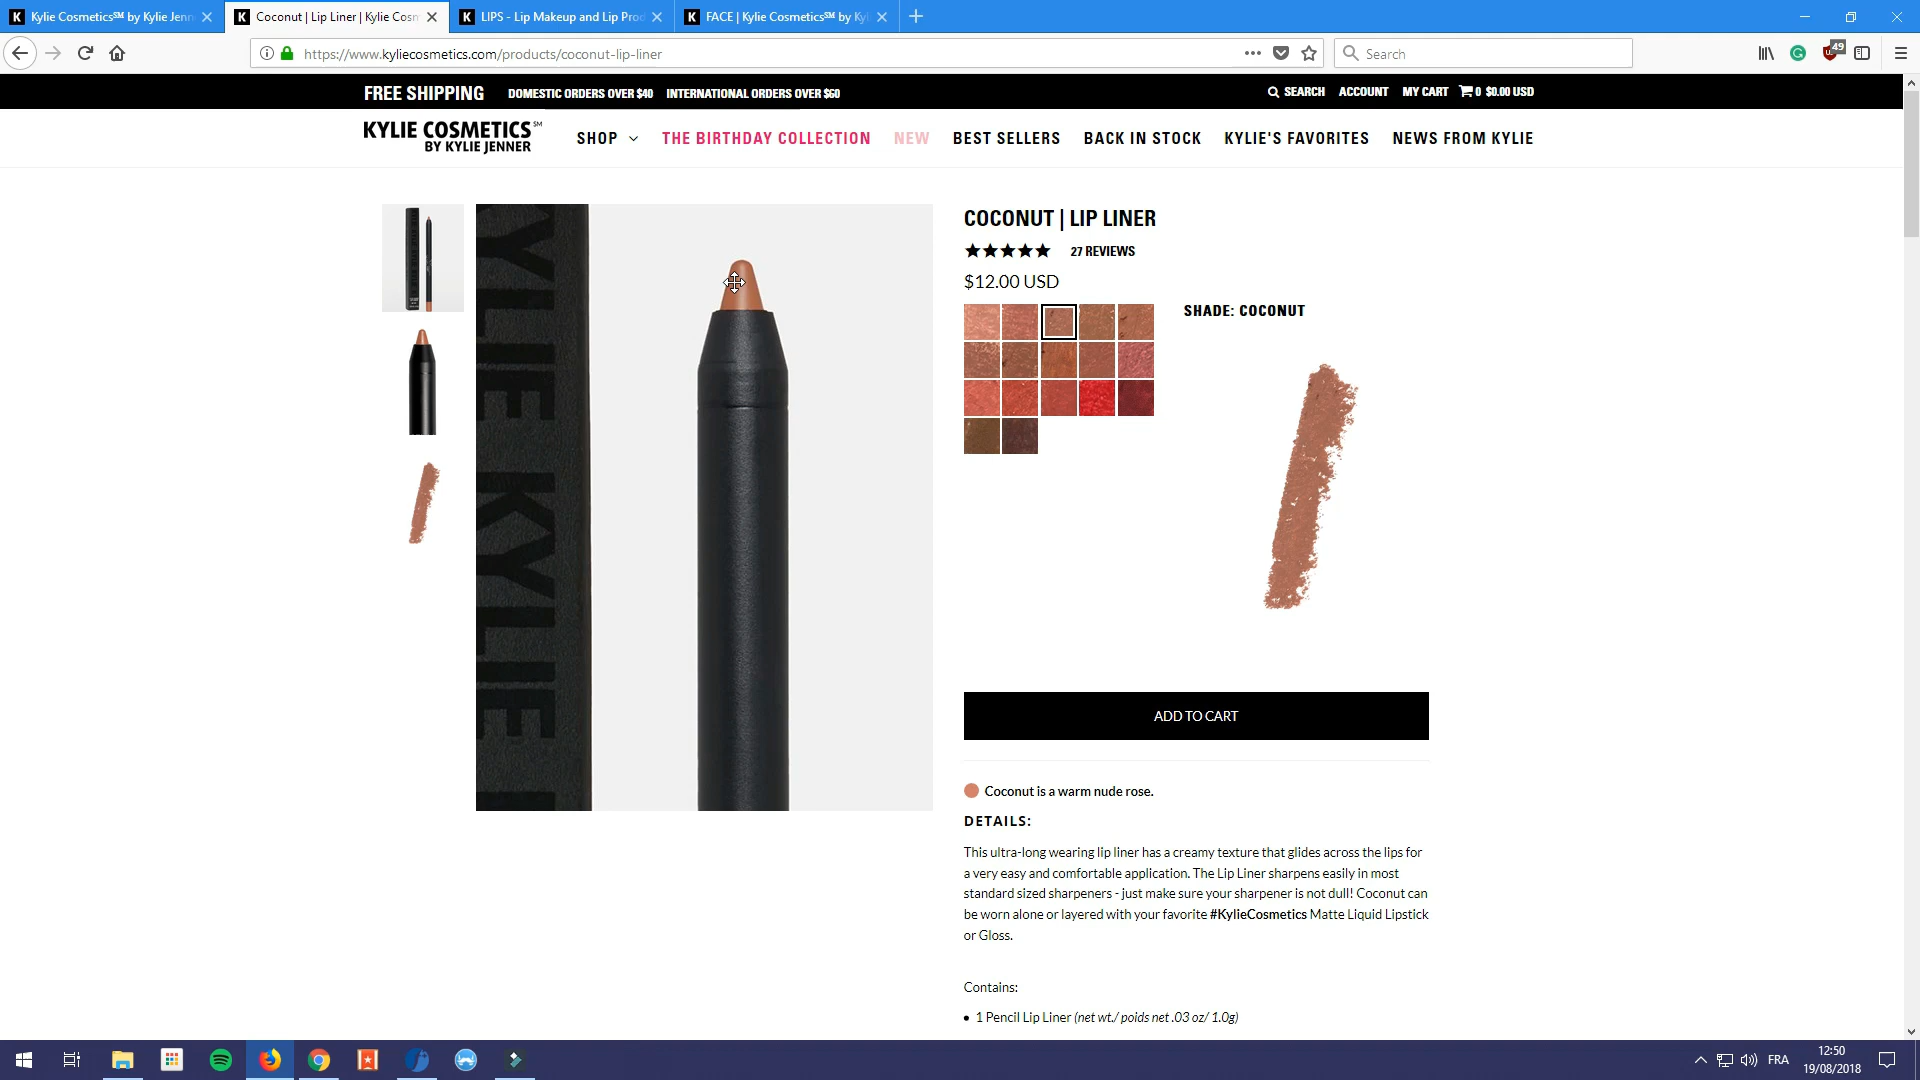 Kylie Cosmetics℠ by Kylie Jenn
Coconut | Lip Liner | Kylie Cosm
LIPS - Lip Makeup and Lip Pro
FACE | Kylie Cosmetics℠ by Ky
https://www.kyliecosmetics.com/products/coconut-lip-liner
Search
49
FREE SHIPPING DOMESTIC ORDERS OVER $40 INTERNATIONAL ORDERS OVER $60
SEARCH ACCOUNT MY CART 0 $0.00 USD
KYLIE COSMETICS℠
BY KYLIE JENNER
SHOP THE BIRTHDAY COLLECTION NEW BEST SELLERS BACK IN STOCK KYLIE'S FAVORITES NEWS FROM KYLIE
KYLIE KYLIE
COCONUT | LIP LINER
27 REVIEWS
$12.00 USD
SHADE: COCONUT
ADD TO CART
Coconut is a warm nude rose.
DETAILS:
This ultra-long wearing lip liner has a creamy texture that glides across the lips for
a very easy and comfortable application. The Lip Liner sharpens easily in most
standard sized sharpeners - just make sure your sharpener is not dull! Coconut can
be worn alone or layered with your favorite #KylieCosmetics Matte Liquid Lipstick
or Gloss.
Contains:
• 1 Pencil Lip Liner (net wt./ poids net .03 oz/ 1.0g)
FRA
12:50
19/08/2018